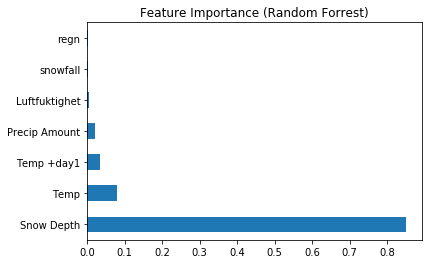 Feature Importance (Random Forrest)
regn
snowfall
Luftfuktighet
Precip Amount
Temp +day1
Temp
Snow Depth
0.0 0.1 0.2 0.3 0.4 0.5 0.6 0.7 0.8